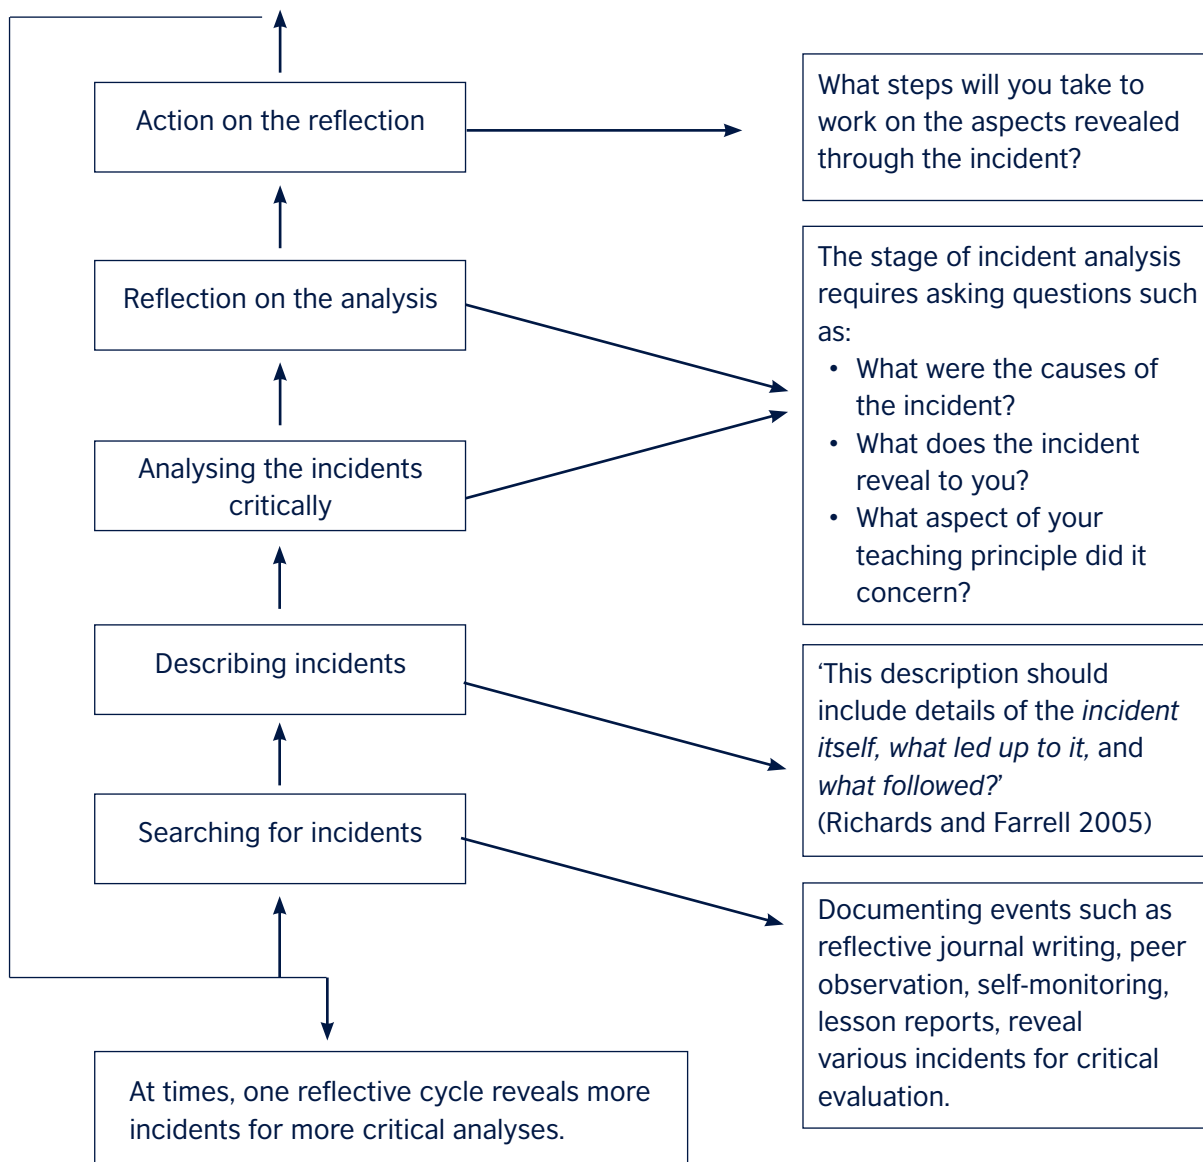 Action on the reflection
What steps will you take to
work on the aspects revealed
through the incident?
Reflection on the analysis
The stage of incident analysis
requires asking questions such
as:
• What were the causes of
the incident?
• What does the incident
reveal to you?
• What aspect of your
teaching principle did it
concern?
Analysing the incidents
critically
Describing incidents
‘This description should
include details of the incident
itself, what led up to it, and
what followed?’
(Richards and Farrell 2005)
Searching for incidents
Documenting events such as
reflective journal writing, peer
observation, self-monitoring,
lesson reports, reveal
various incidents for critical
evaluation.
At times, one reflective cycle reveals more
incidents for more critical analyses.